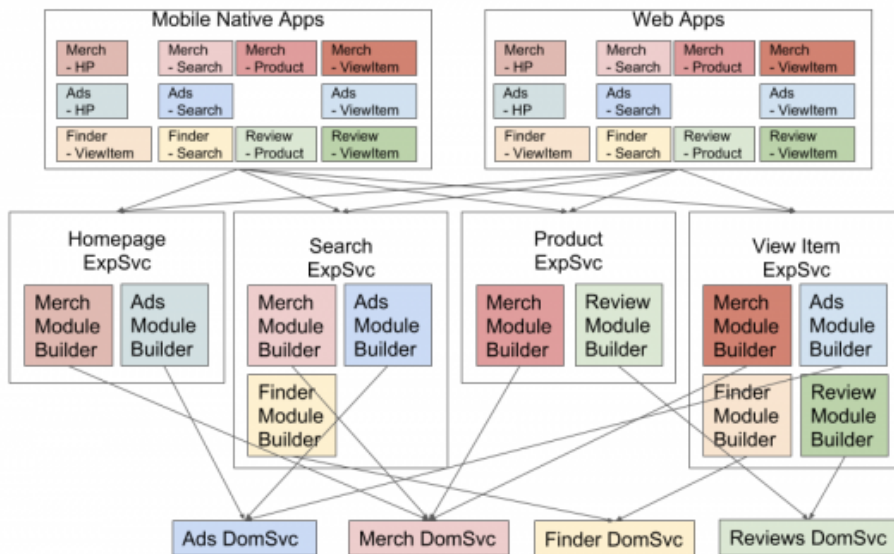 Mobile Native Apps
Merch
- HP
Merch
- Search
Merch
- Product
Merch
- ViewItem
Ads
- HP
Ads
- Search
Ads
- ViewItem
Finder
- ViewItem
Finder
- Search
Review
- Product
Review
- ViewItem
Web Apps
Merch
- HP
Merch
- Search
Merch
- Product
Merch
- ViewItem
Ads
- HP
Ads
- Search
Ads
- ViewItem
Finder
- ViewItem
Finder
- Search
Review
- Product
Review
- ViewItem
Homepage
ExpSvc
Merch
Module
Builder
Ads
Module
Builder
Search
ExpSvc
Merch
Module
Builder
Ads
Module
Builder
Finder
Module
Builder
Product
ExpSvc
Merch
Module
Builder
Review
Module
Builder
View Item
ExpSvc
Merch
Module
Builder
Ads
Module
Builder
Finder
Module
Builder
Review
Module
Builder
Ads DomSvc
Merch DomSvc
Finder DomSvc
Reviews DomSvc